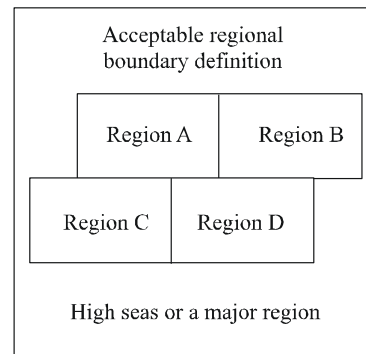 Acceptable regional
boundary definition
Region A
Region B
Region C
Region D
High seas or a major region